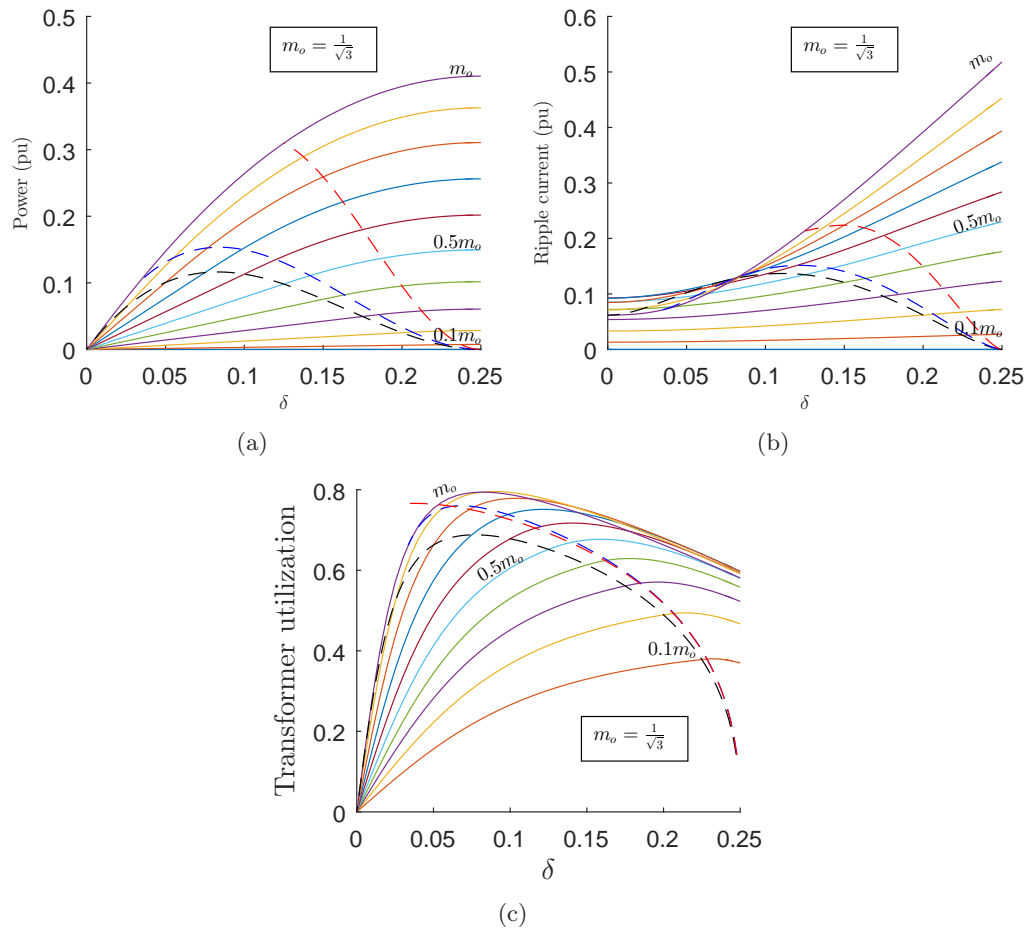 0.5
0.4
0.3
0.2
0.1
0
Power (pu)
m_o = 1/√3
m_o
0.5m_o
0.1m_o
0 0.05 0.1 0.15 0.2 0.25
δ
(a)
0.6
0.5
0.4
0.3
0.2
0.1
0
Ripple current (pu)
m_o = 1/√3
m_o
0.5m_o
0.1m_o
0 0.05 0.1 0.15 0.2 0.25
δ
(b)
0.8
0.6
0.4
0.2
0
Transformer utilization
m_o
0.5m_o
0.1m_o
m_o = 1/√3
0 0.05 0.1 0.15 0.2 0.25
δ
(c)